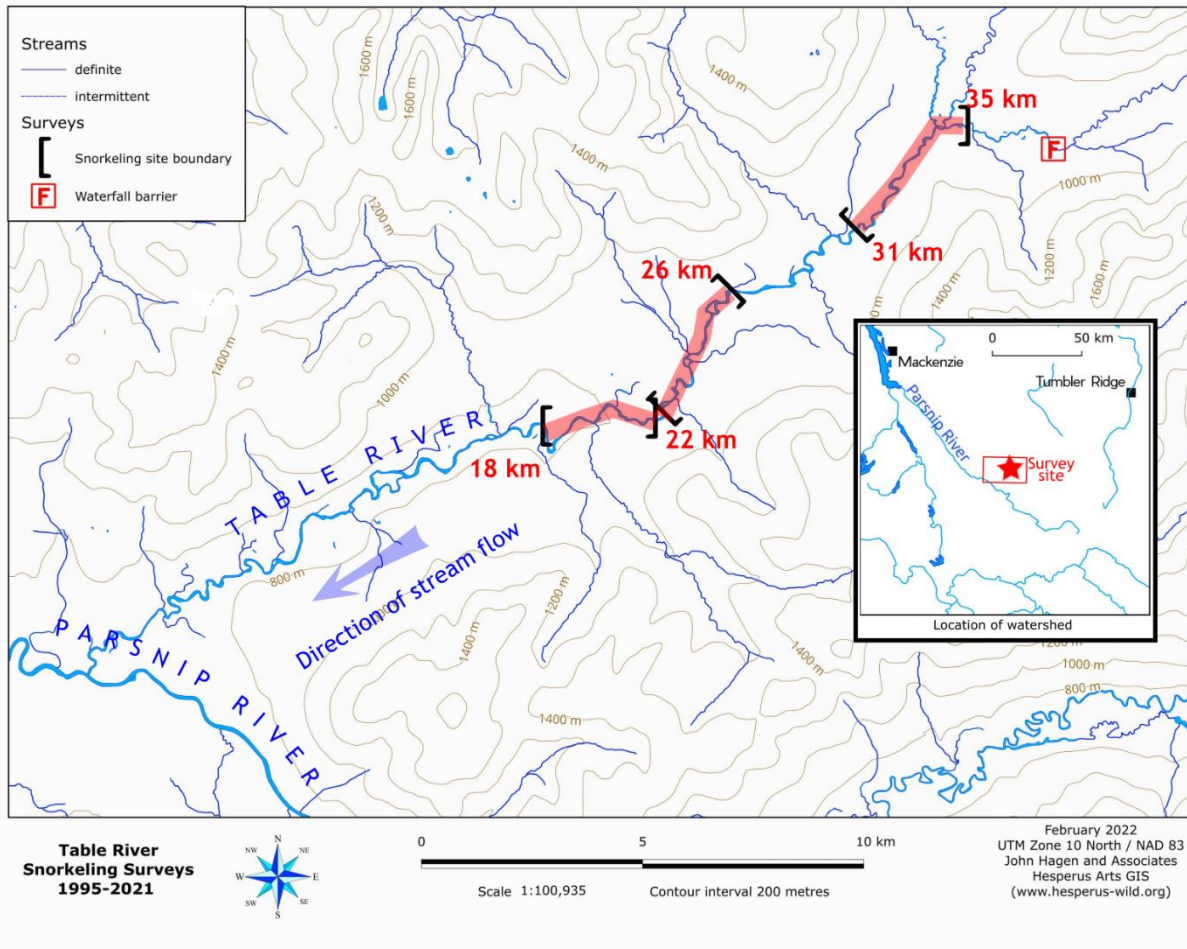 Streams
definite
intermittent
Surveys
Snorkeling site boundary
F
Waterfall barrier
1600 m
1600 m
1400 m
1400 m
1200 m
1400 m
1000 m
35 km
F
1000 m
1200 m
1600 m
1400 m
31 km
26 km
22 km
18 km
TABLE RIVER
800 m
Direction of stream flow
PARSNIP RIVER
1200 m
1400 m
1400 m
1400 m
1000 m
800 m
0 50 km
Mackenzie
Tumbler Ridge
Parsnip River
Survey
site
Location of watershed
Table River
Snorkeling Surveys
1995-2021
N
NW NE
W E
SW SE
S
0 5 10 km
Scale 1:100,935 Contour interval 200 metres
February 2022
UTM Zone 10 North / NAD 83
John Hagen and Associates
Hesperus Arts GIS
(www.hesperus-wild.org)